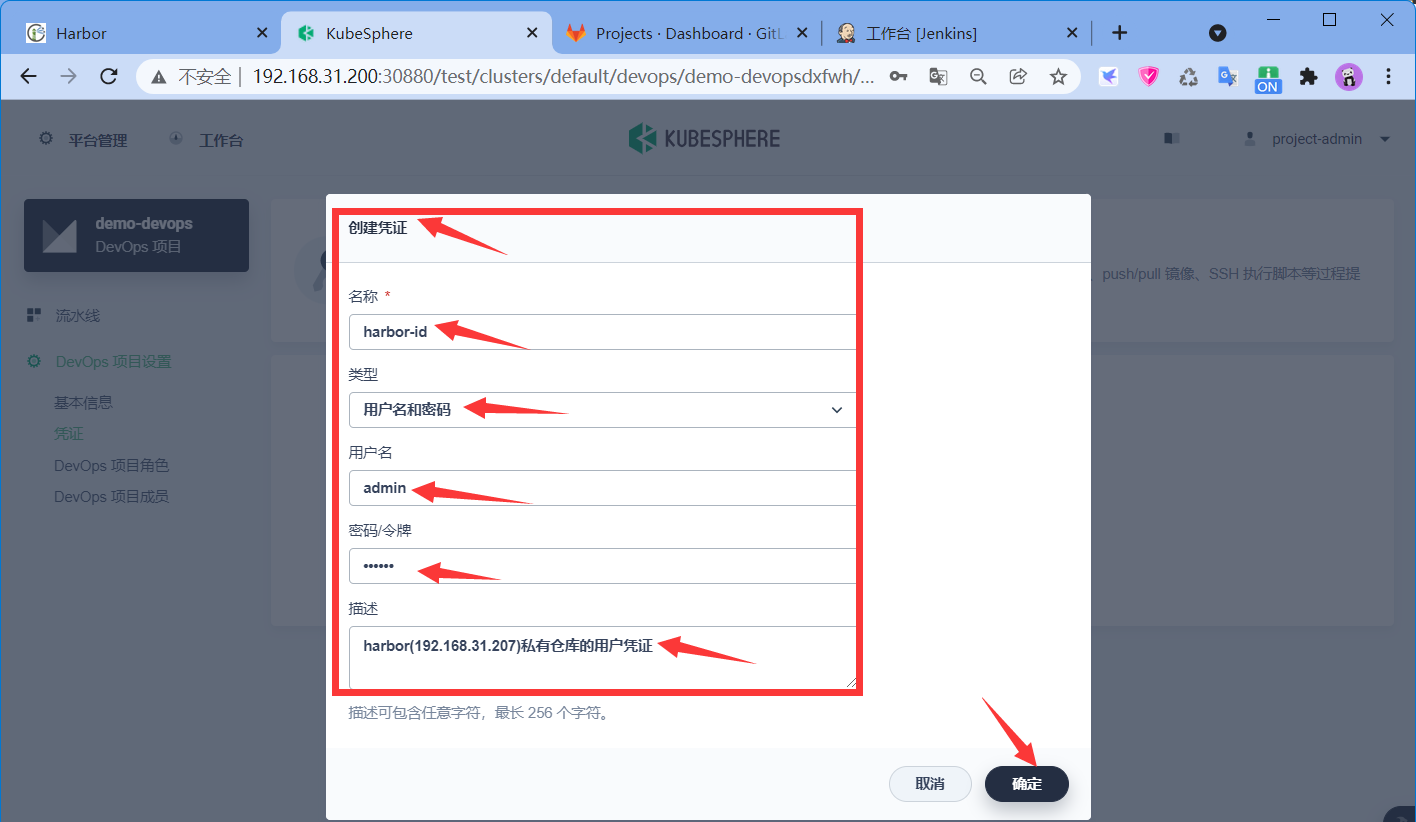 Harbor
KubeSphere
Projects · Dashboard · GitL
工作台 [Jenkins]
不安全
192.168.31.200:30880/test/clusters/default/devops/demo-devopsdxfwh/...
ON
平台管理
工作台
KUBESPHERE
project-admin
demo-devops
DevOps 项目
push/pull 镜像、SSH 执行脚本等过程提
流水线
DevOps 项目设置
基本信息
凭证
DevOps 项目角色
DevOps 项目成员
创建凭证
名称 *
harbor-id
类型
用户名和密码
用户名
admin
密码/令牌
••••••
描述
harbor(192.168.31.207)私有仓库的用户凭证
描述可包含任意字符，最长 256 个字符。
取消
确定